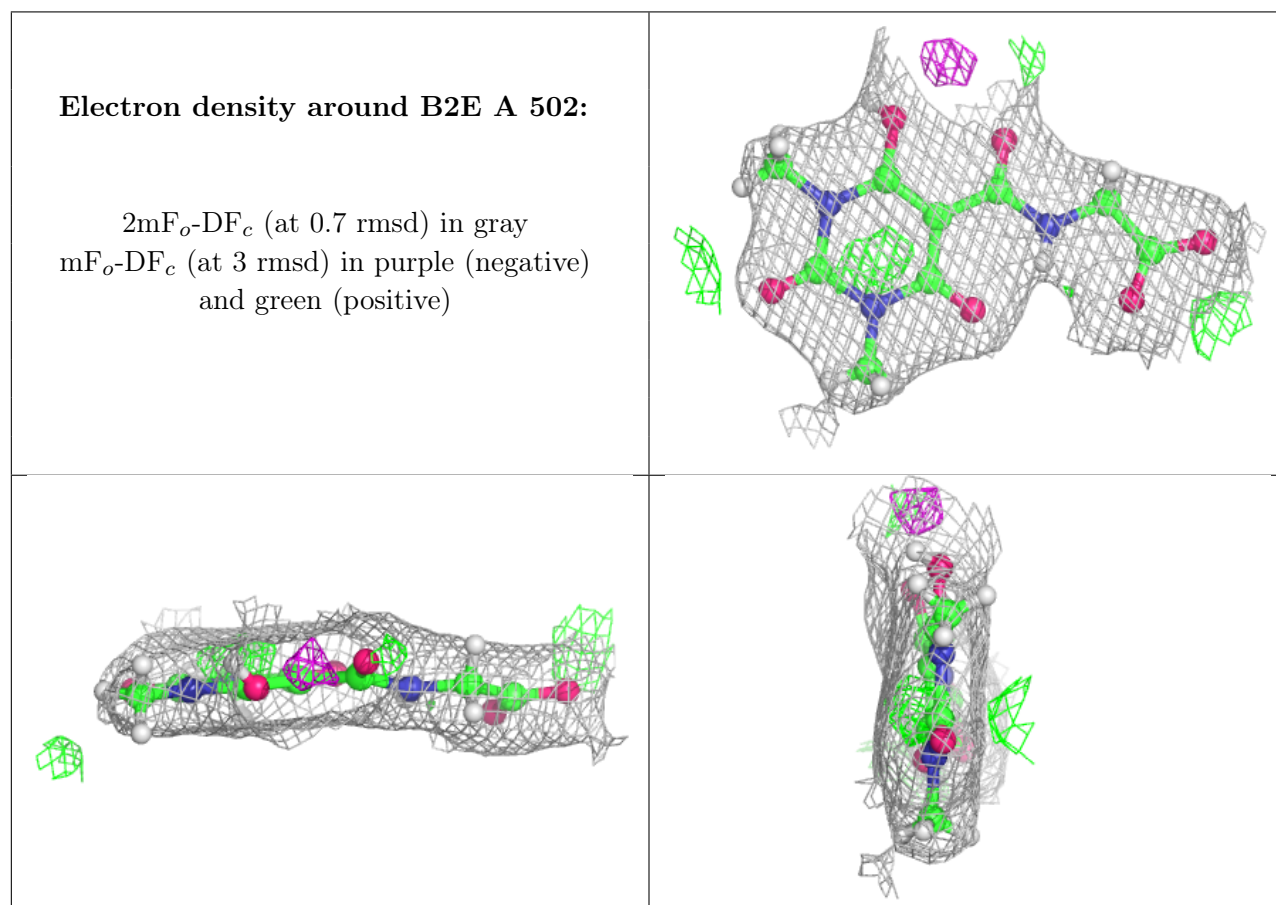 Electron density around B2E A 502:
2mFₒ-DF𝒸 (at 0.7 rmsd) in gray
mFₒ-DF𝒸 (at 3 rmsd) in purple (negative)
and green (positive)